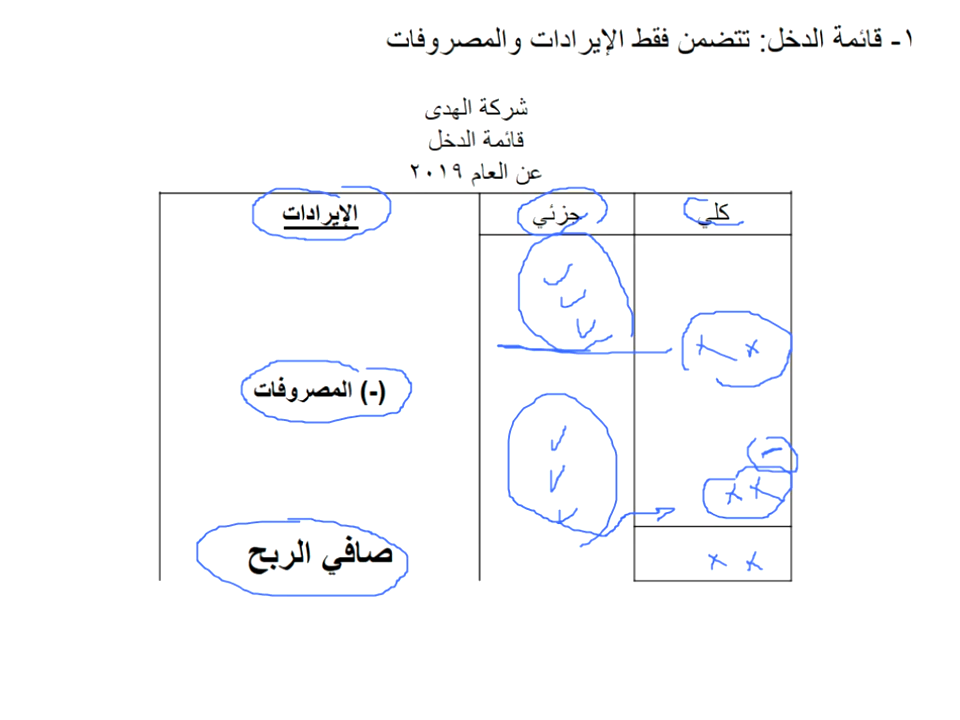 ١- قائمة الدخل: تتضمن فقط الإيرادات والمصروفات
شركة الهدى
قائمة الدخل
عن العام ٢٠١٩
كلي جزئي الإيرادات
× ×
(-) المصروفات
-
× ×
صافي الربح
× ×